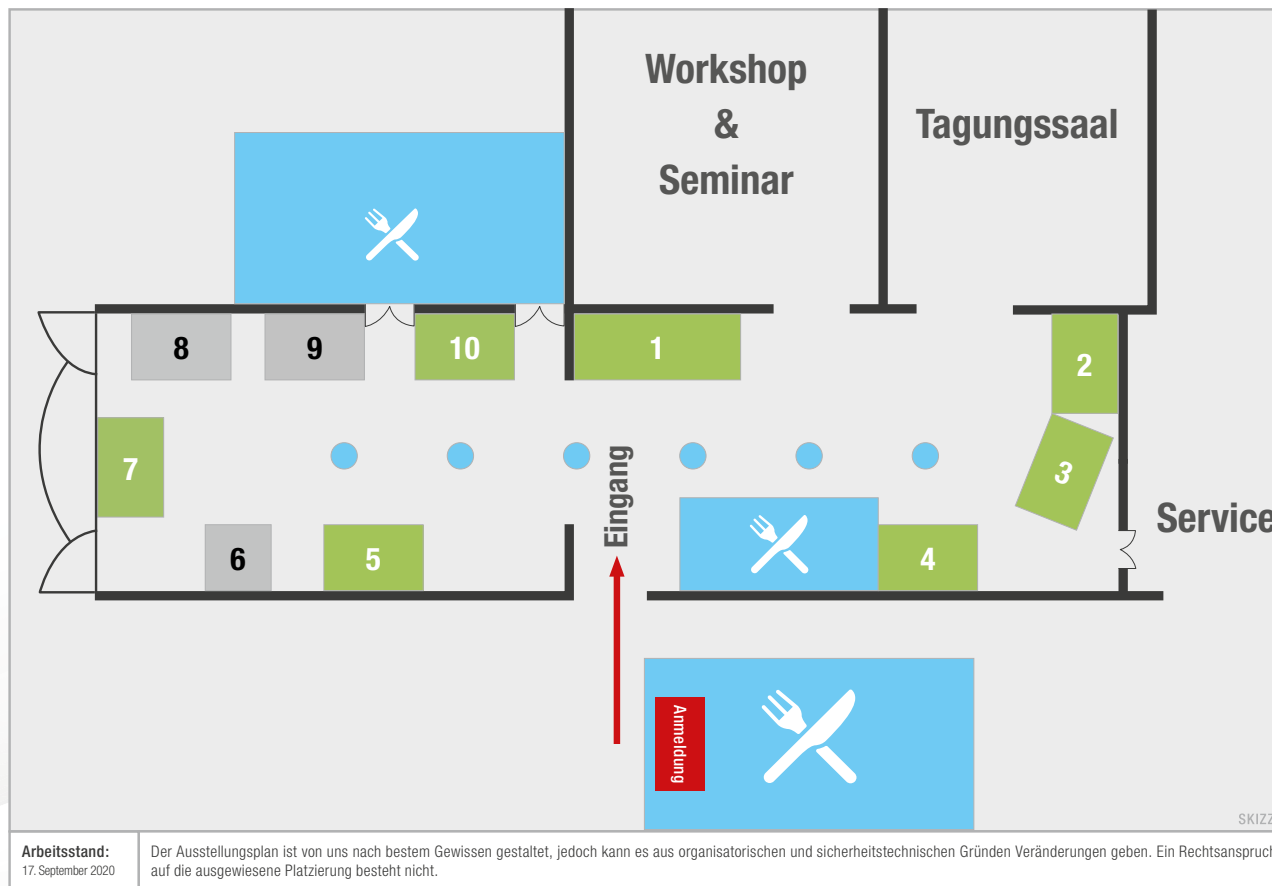 Workshop
&
Seminar
Tagungssaal
8
9
10
1
2
7
3
Eingang
Service
6
5
4
Anmeldung
SKIZZ
Arbeitsstand:
17. September 2020
Der Ausstellungsplan ist von uns nach bestem Gewissen gestaltet, jedoch kann es aus organisatorischen und sicherheitstechnischen Gründen Veränderungen geben. Ein Rechtsanspruch
auf die ausgewiesene Platzierung besteht nicht.